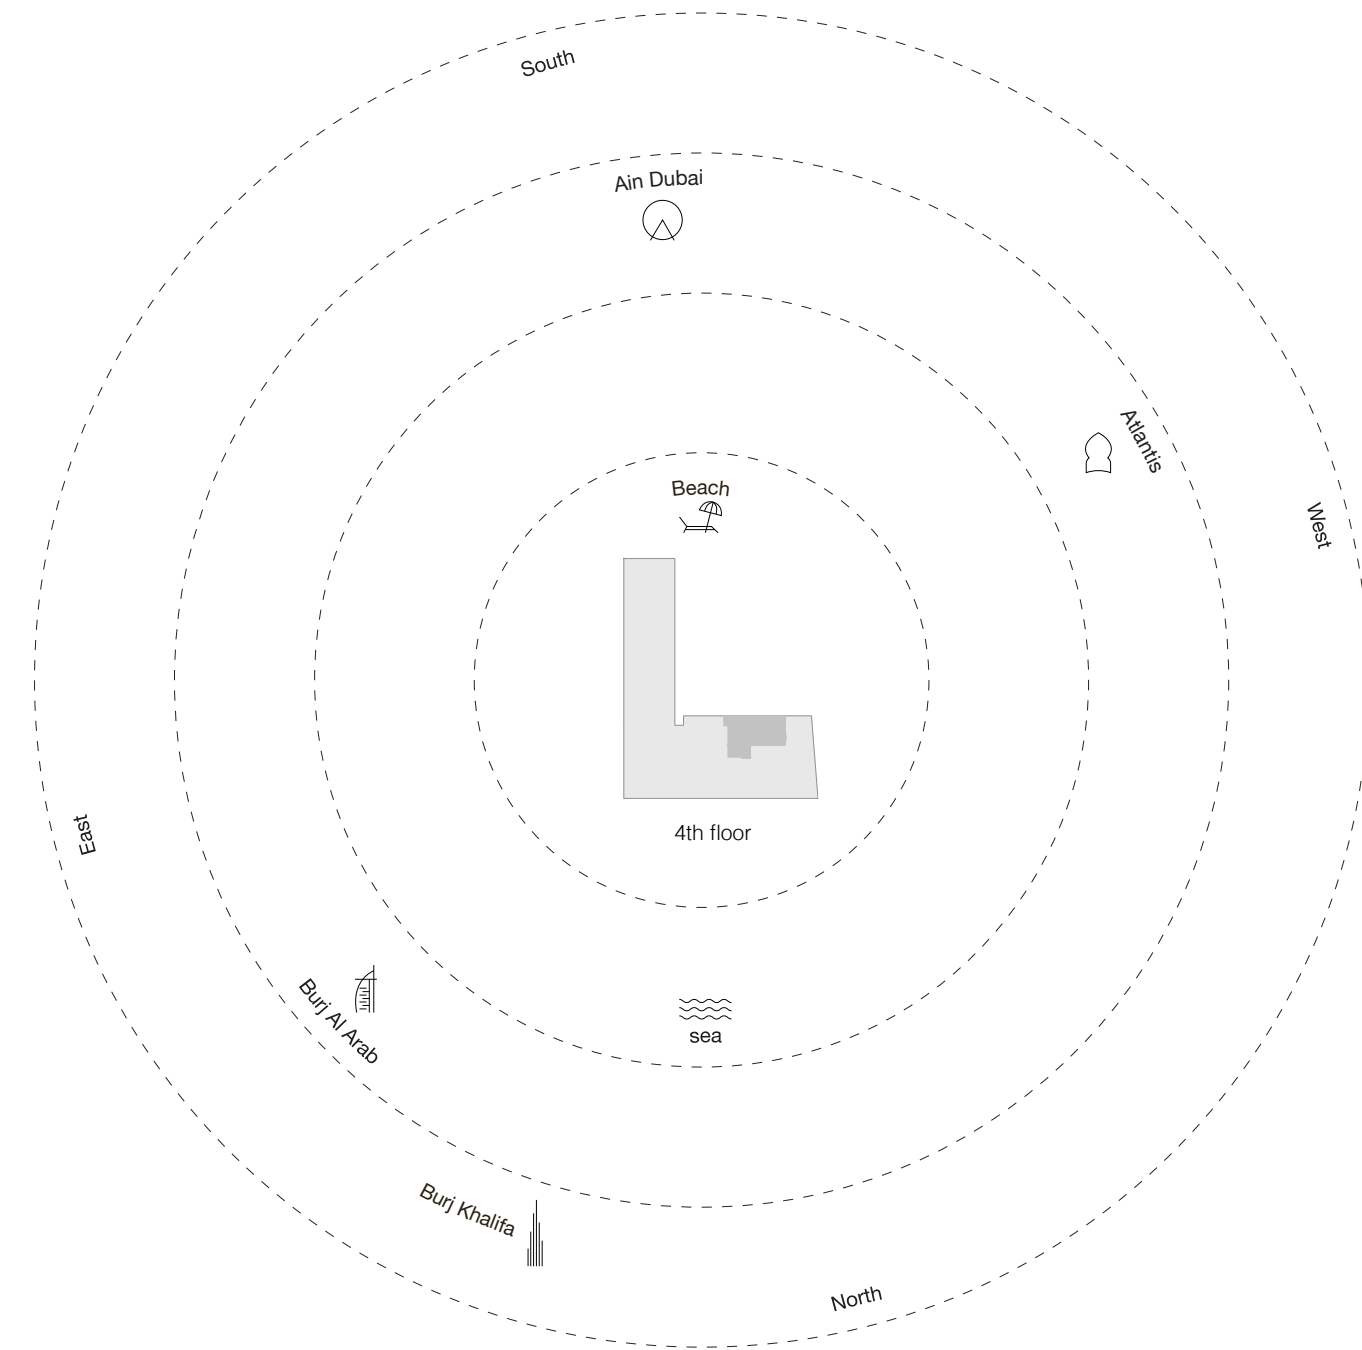 South
Ain Dubai
Atlantis
Beach
West
4th floor
East
Burj Al Arab
sea
Burj Khalifa
North